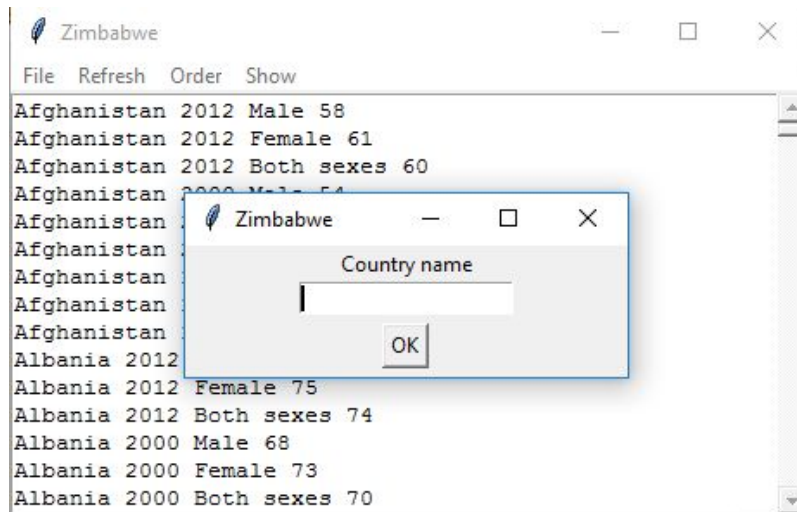 Zimbabwe
File Refresh Order Show
Afghanistan 2012 Male 58
Afghanistan 2012 Female 61
Afghanistan 2012 Both sexes 60
Afghanistan
Afghanistan
Afghanistan
Afghanistan
Afghanistan
Afghanistan
Albania 2012
Albania 2012 Female 75
Albania 2012 Both sexes 74
Albania 2000 Male 68
Albania 2000 Female 73
Albania 2000 Both sexes 70
Zimbabwe
Country name
OK